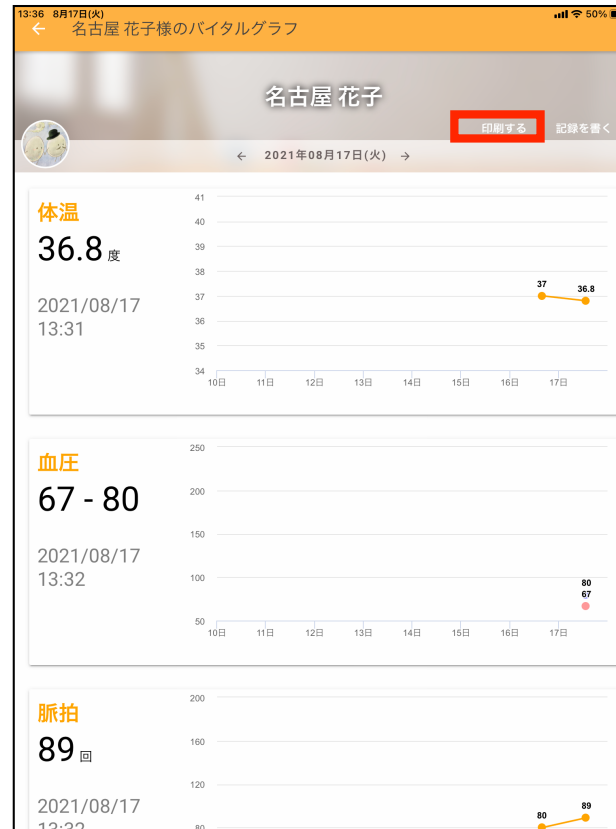 13:36 8月17日(火) 50%
← 名古屋 花子様のバイタルグラフ
名古屋 花子
印刷する 記録を書く
← 2021年08月17日(火) →
体温
36.8 度
2021/08/17
13:31
41
40
39
38
37
36
35
34
37 36.8
10日 11日 12日 13日 14日 15日 16日 17日
血圧
67 - 80
2021/08/17
13:32
250
200
150
100
50
80
67
10日 11日 12日 13日 14日 15日 16日 17日
脈拍
89 回
2021/08/17
13:32
200
160
120
80
80 89